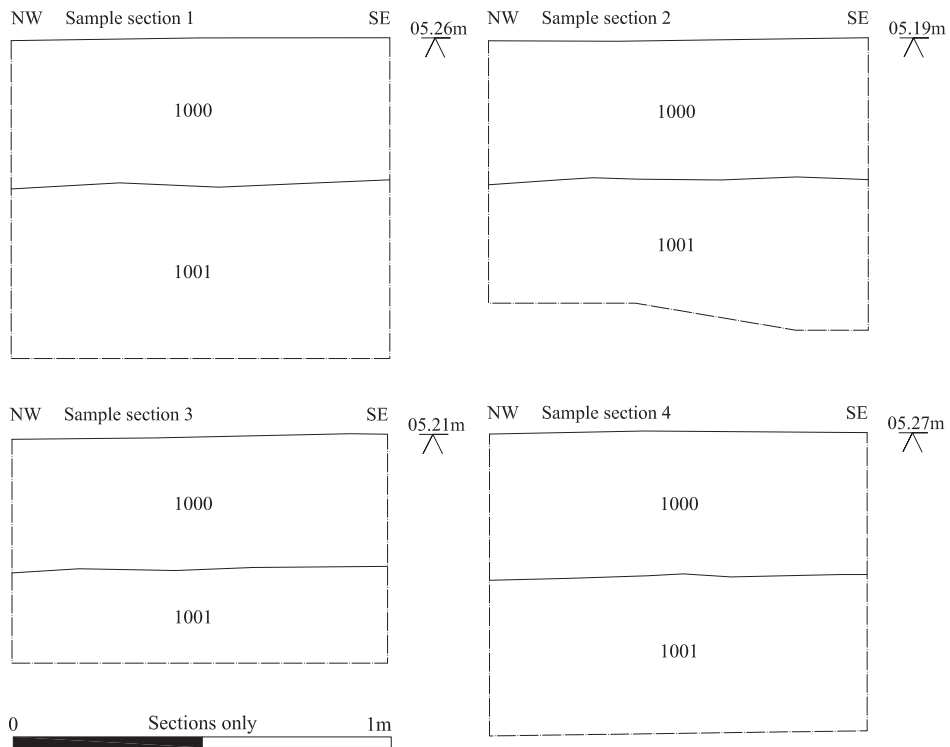 NW Sample section 1 SE
05.26m
1000
1001
NW Sample section 2 SE
05.19m
1000
1001
NW Sample section 3 SE
05.21m
1000
1001
NW Sample section 4 SE
05.27m
1000
1001
0 Sections only 1m